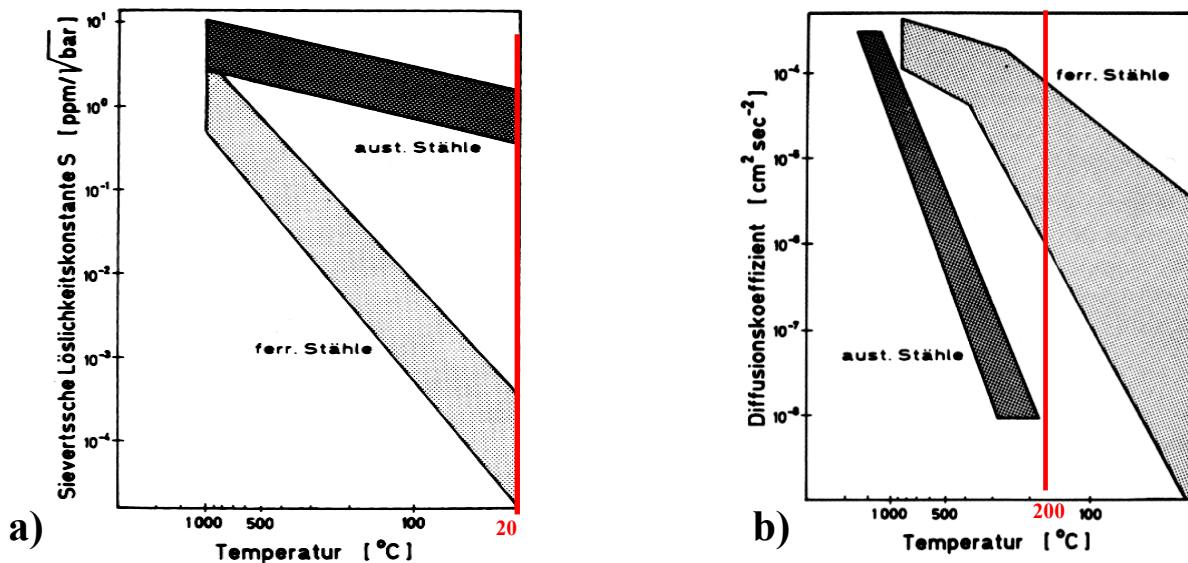 Sievertssche Löslichkeitskonstante S [ppm/√bar]
10¹
10⁰
10⁻¹
10⁻²
10⁻³
10⁻⁴
aust. Stähle
ferr. Stähle
1000
500
100
20
Temperatur [°C]
a)
Diffusionskoeffizient [cm² sec⁻²]
10⁻⁴
10⁻⁵
10⁻⁶
10⁻⁷
10⁻⁸
ferr. Stähle
aust. Stähle
1000
500
200
100
Temperatur [°C]
b)